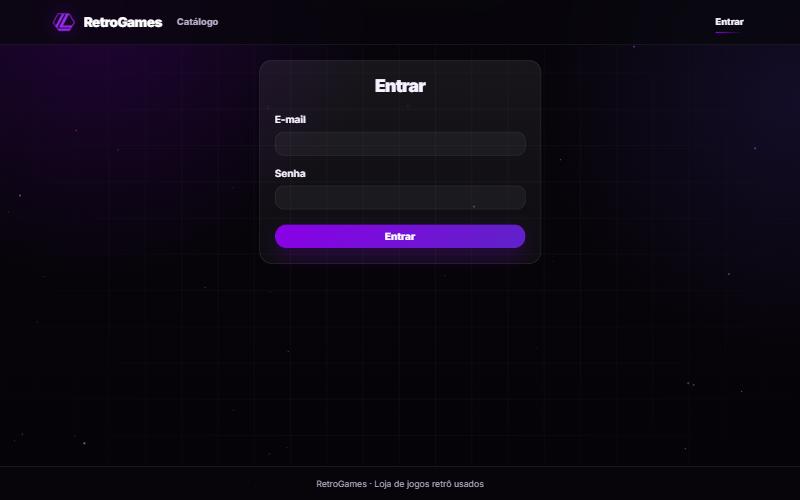 RetroGames
Catálogo
Entrar
Entrar
E-mail
Senha
Entrar
RetroGames · Loja de jogos retrô usados